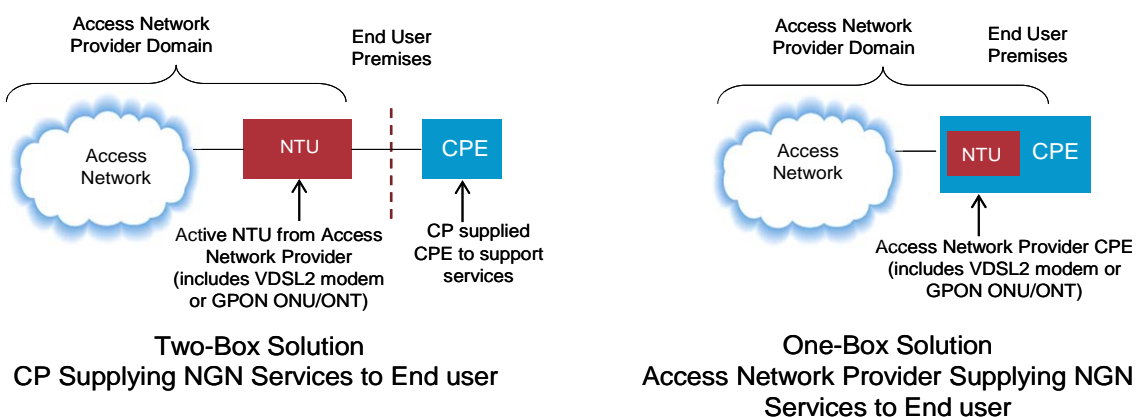 Access Network
Provider Domain
End User
Premises
Access
Network
NTU
CPE
Active NTU from Access
Network Provider
(includes VDSL2 modem
or GPON ONU/ONT)
CP supplied
CPE to support
services
Two-Box Solution
CP Supplying NGN Services to End user
Access Network
Provider Domain
End User
Premises
Access
Network
NTU
CPE
Access Network Provider CPE
(includes VDSL2 modem or
GPON ONU/ONT)
One-Box Solution
Access Network Provider Supplying NGN
Services to End user